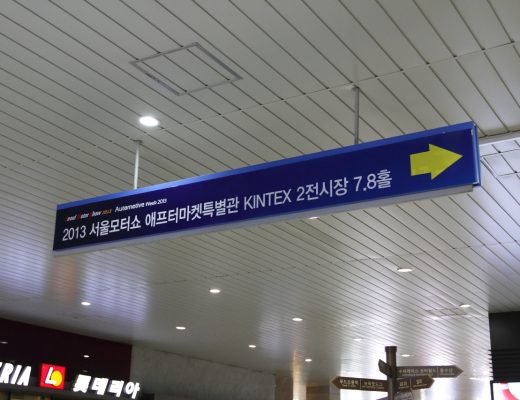 Seoul Motor Show 2013 Automotive Week 2013
2013 서울모터쇼 애프터마켓특별관 KINTEX 2전시장 7.8홀
ERIA 롯데리아